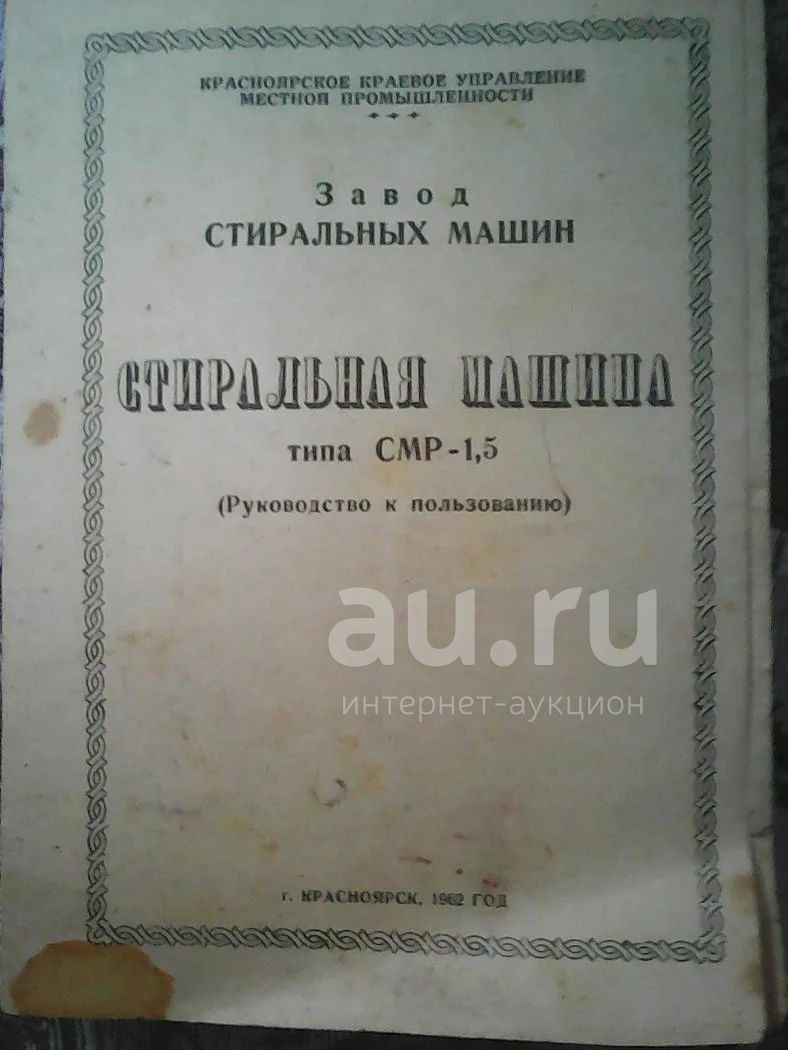 КРАСНОЯРСКОЕ КРАЕВОЕ УПРАВЛЕНИЕ
МЕСТНОЙ ПРОМЫШЛЕННОСТИ
Завод
СТИРАЛЬНЫХ МАШИН
СТИРАЛЬНАЯ МАШИНА
типа СМР-1,5
(Руководство к пользованию)
au.ru
интернет-аукцион
г. КРАСНОЯРСК, 1962 ГОД